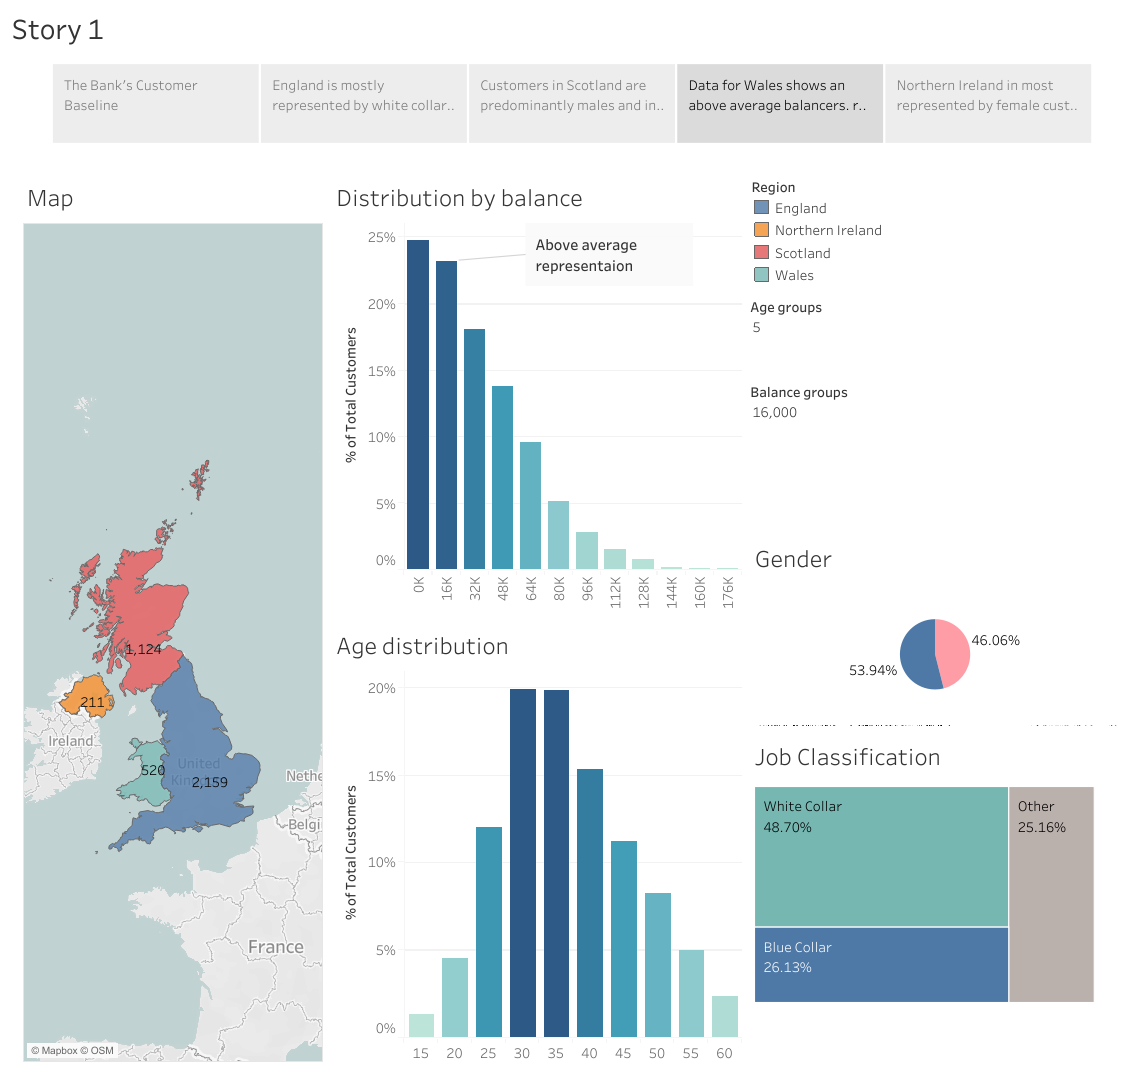 Story 1
The Bank's Customer
Baseline
England is mostly
represented by white collar..
Customers in Scotland are
predominantly males and in..
Data for Wales shows an
above average balancers. r..
Northern Ireland in most
represented by female cust..
Map
1,124
211
Ireland
520
United
2,159
Nethe
Belgi
France
© Mapbox © OSM
Distribution by balance
Above average
representaion
% of Total Customers
25%
20%
15%
10%
5%
0%
0K
16K
32K
48K
64K
80K
96K
112K
128K
144K
160K
176K
Age distribution
% of Total Customers
20%
15%
10%
5%
0%
15
20
25
30
35
40
45
50
55
60
Region
England
Northern Ireland
Scotland
Wales
Age groups
5
Balance groups
16,000
Gender
46.06%
53.94%
Job Classification
White Collar
48.70%
Other
25.16%
Blue Collar
26.13%